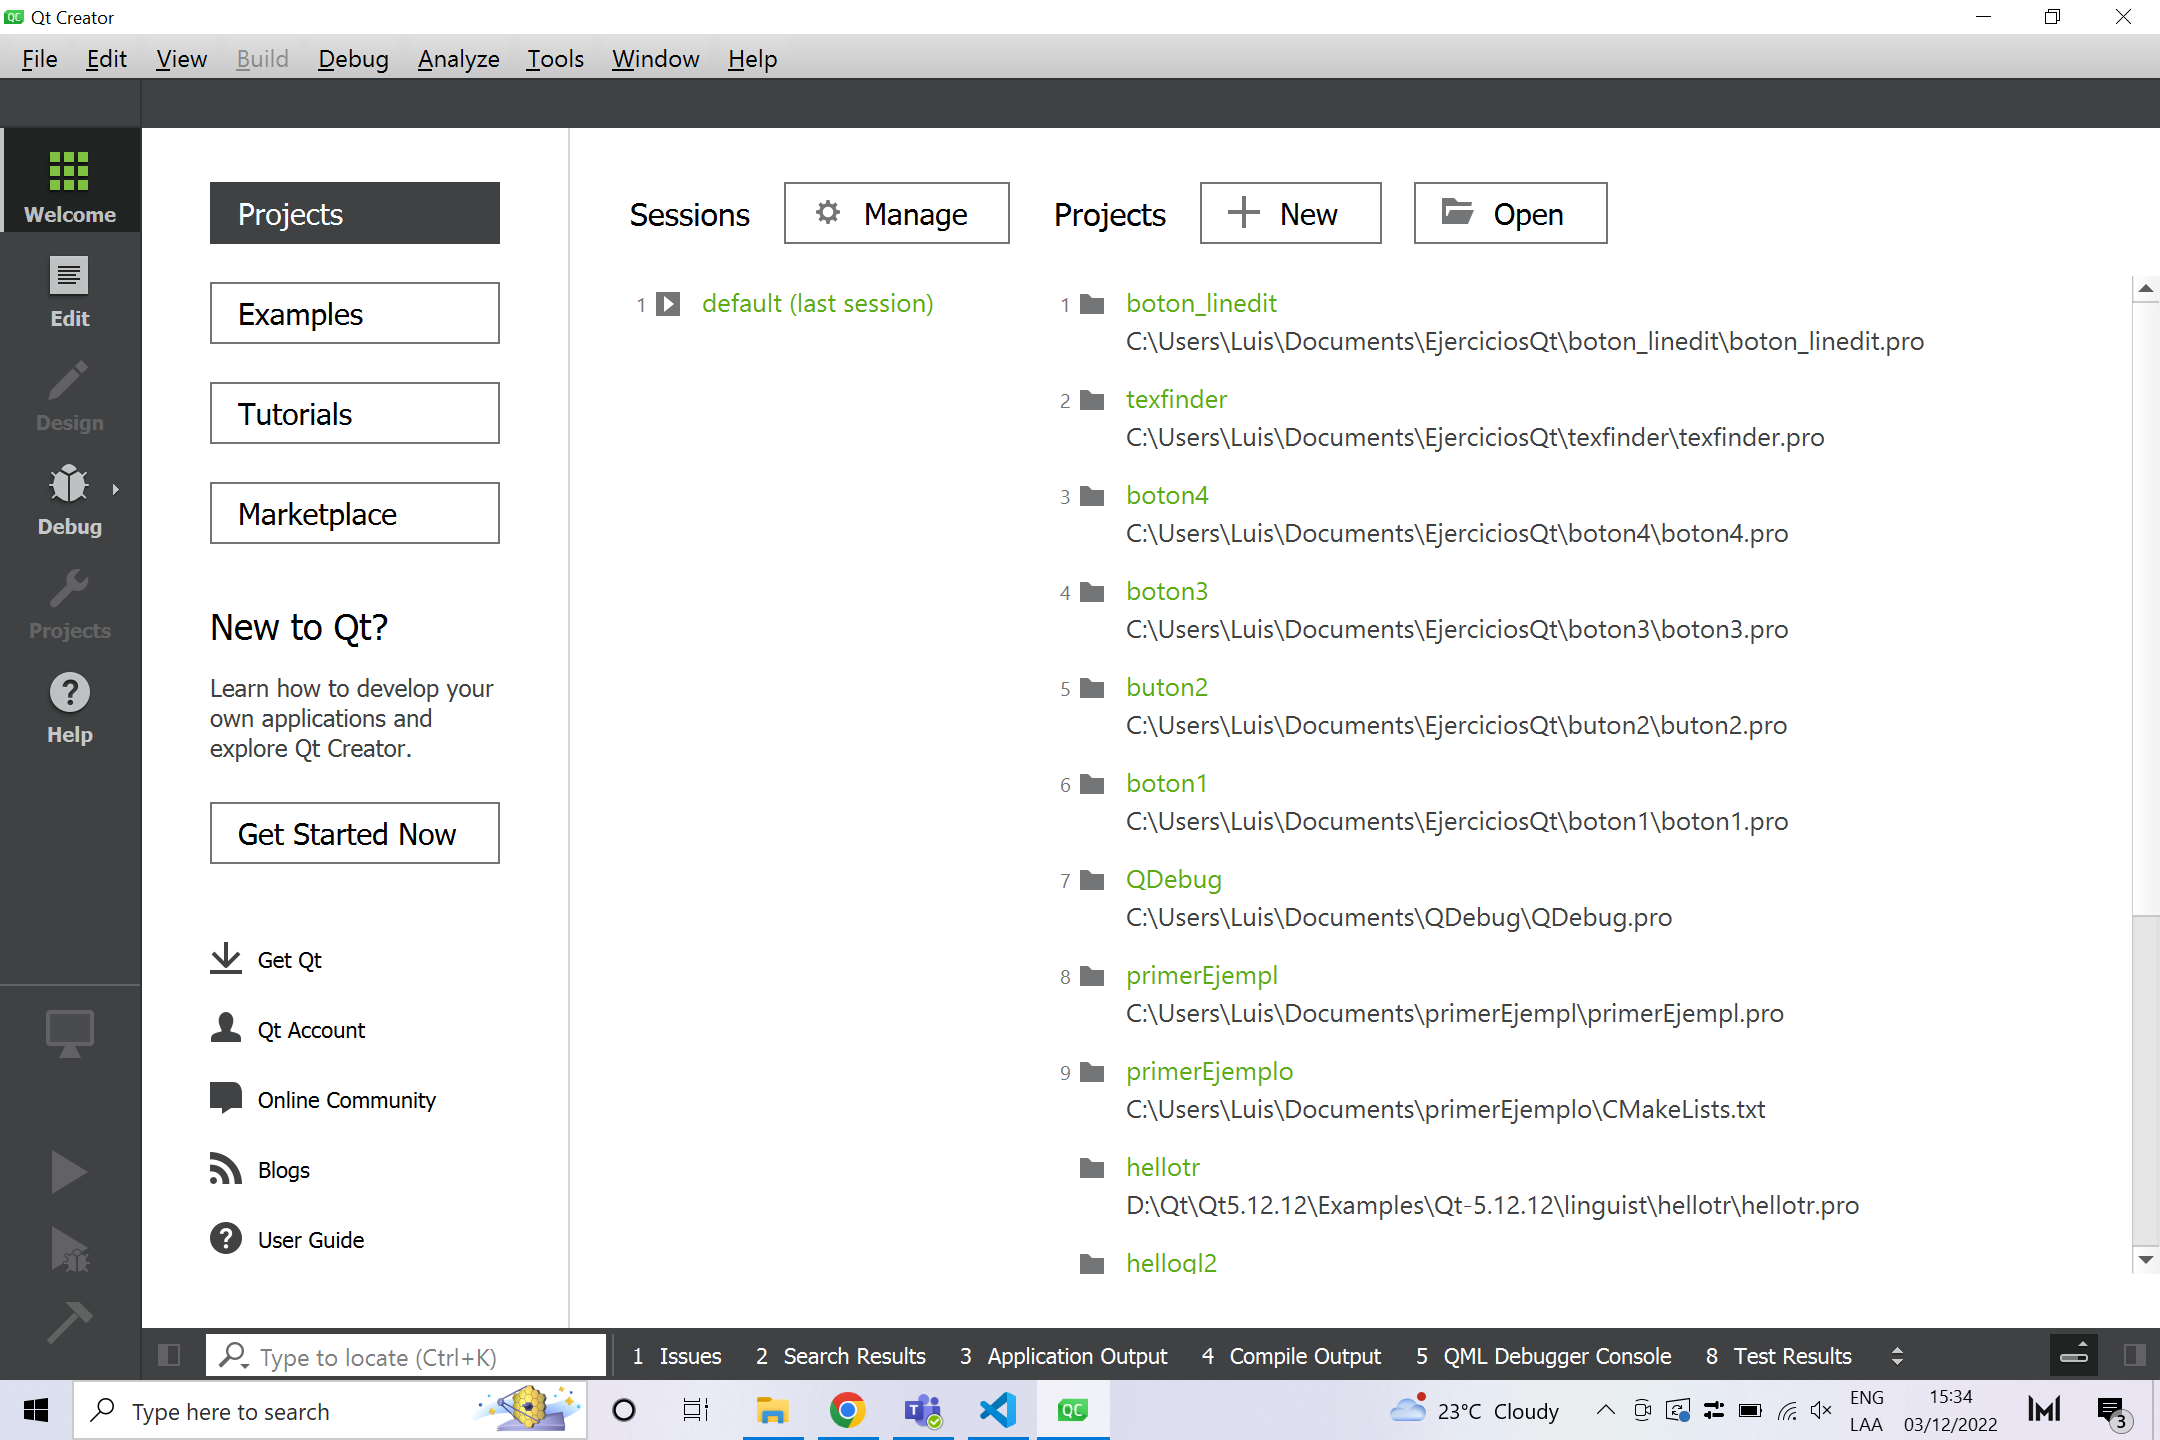 QC Qt Creator
File Edit View Build Debug Analyze Tools Window Help
Welcome
Edit
Design
Debug
Projects
Help
Projects
Examples
Tutorials
Marketplace
New to Qt?
Learn how to develop your
own applications and
explore Qt Creator.
Get Started Now
Get Qt
Qt Account
Online Community
Blogs
User Guide
Sessions Manage
1 default (last session)
Projects New Open
1 boton_linedit
C:\Users\Luis\Documents\EjerciciosQt\boton_linedit\boton_linedit.pro
2 texfinder
C:\Users\Luis\Documents\EjerciciosQt\texfinder\texfinder.pro
3 boton4
C:\Users\Luis\Documents\EjerciciosQt\boton4\boton4.pro
4 boton3
C:\Users\Luis\Documents\EjerciciosQt\boton3\boton3.pro
5 buton2
C:\Users\Luis\Documents\EjerciciosQt\buton2\buton2.pro
6 boton1
C:\Users\Luis\Documents\EjerciciosQt\boton1\boton1.pro
7 QDebug
C:\Users\Luis\Documents\QDebug\QDebug.pro
8 primerEjempl
C:\Users\Luis\Documents\primerEjempl\primerEjempl.pro
9 primerEjemplo
C:\Users\Luis\Documents\primerEjemplo\CMakeLists.txt
hellotr
D:\Qt\Qt5.12.12\Examples\Qt-5.12.12\linguist\hellotr\hellotr.pro
hellogl2
Type to locate (Ctrl+K) 1 Issues 2 Search Results 3 Application Output 4 Compile Output 5 QML Debugger Console 8 Test Results
Type here to search T QC 23°C Cloudy ENG 15:34
LAA 03/12/2022 3